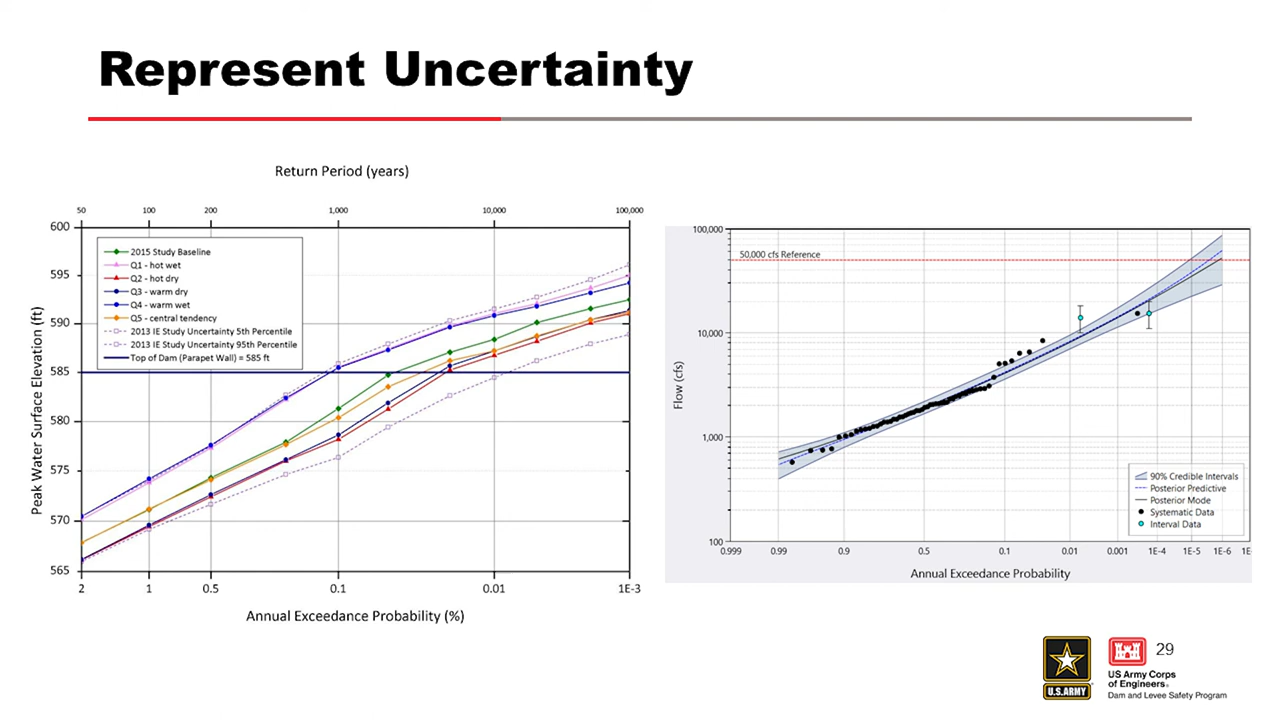 Represent Uncertainty
Return Period (years)
50 100 200 1,000 10,000 100,000
600
595
590
585
580
575
570
565
Peak Water Surface Elevation (ft)
2015 Study Baseline
Q1 - hot wet
Q2 - hot dry
Q3 - warm dry
Q4 - warm wet
Q5 - central tendency
2013 IE Study Uncertainty 5th Percentile
2013 IE Study Uncertainty 95th Percentile
Top of Dam (Parapet Wall) = 585 ft
2 1 0.5 0.1 0.01 1E-3
Annual Exceedance Probability (%)
100,000
10,000
1,000
100
Flow (cfs)
50,000 cfs Reference
90% Credible Intervals
Posterior Predictive
Posterior Mode
Systematic Data
Interval Data
0.999 0.99 0.9 0.5 0.1 0.01 0.001 1E-4 1E-5 1E-6 1E
Annual Exceedance Probability
U.S.ARMY
US Army Corps
of Engineers®
Dam and Levee Safety Program
29